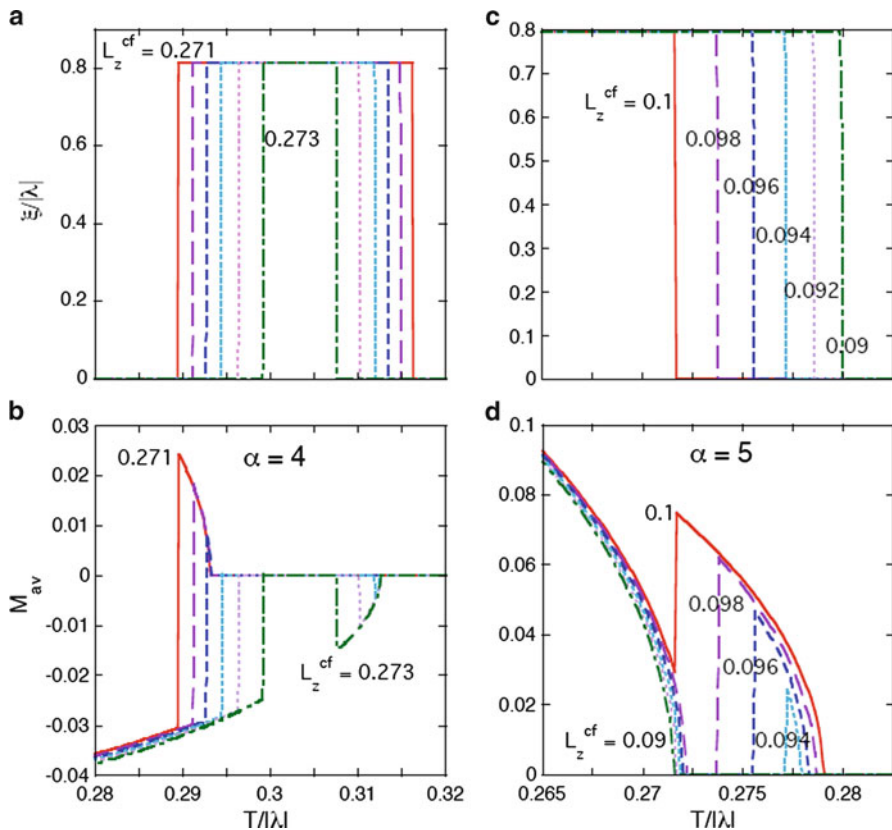 a
L_z^cf = 0.271
0.273
ξ/|λ|
0.8
0.6
0.4
0.2
0
c
L_z^cf = 0.1
0.098
0.096
0.094
0.092
0.09
0.8
0.7
0.6
0.5
0.4
0.3
0.2
0.1
0
b
0.271
α = 4
L_z^cf = 0.273
M_av
0.03
0.02
0.01
0
-0.01
-0.02
-0.03
-0.04
0.28 0.29 0.3 0.31 0.32
T/|λ|
d
α = 5
0.1
0.098
0.096
0.094
L_z^cf = 0.09
0.1
0.08
0.06
0.04
0.02
0
0.265 0.27 0.275 0.28
T/|λ|